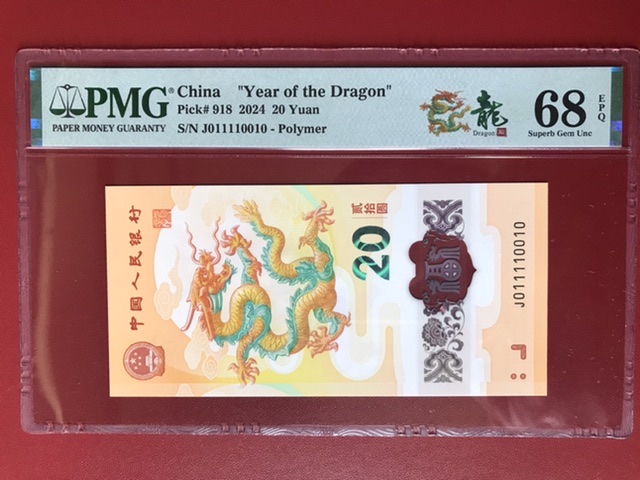 PMG®
PAPER MONEY GUARANTY
China "Year of the Dragon"
Pick# 918 2024 20 Yuan
S/N J011110010 - Polymer
龍
Dragon
68
EPQ
Superb Gem Unc
中国人民银行
贰拾圆
20
J011110010